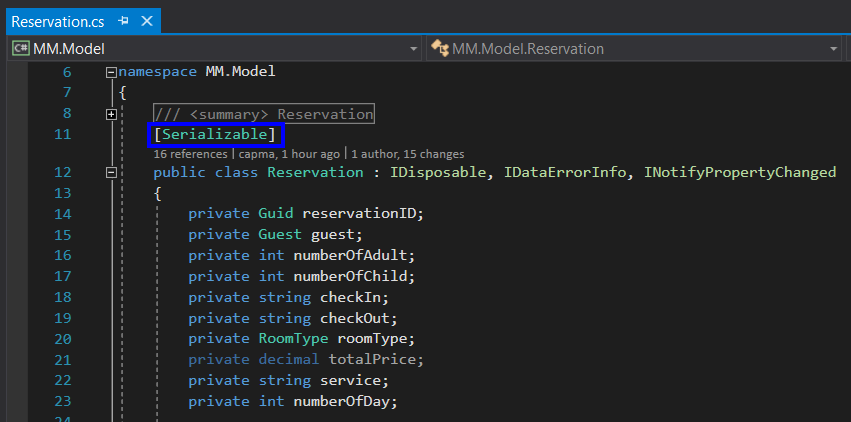 Reservation.cs
MM.Model MM.Model.Reservation
6 namespace MM.Model
7 {
8 /// <summary> Reservation
11 [Serializable]
16 references | capma, 1 hour ago | 1 author, 15 changes
12 public class Reservation : IDisposable, IDataErrorInfo, INotifyPropertyChanged
13 {
14 private Guid reservationID;
15 private Guest guest;
16 private int numberOfAdult;
17 private int numberOfChild;
18 private string checkIn;
19 private string checkOut;
20 private RoomType roomType;
21 private decimal totalPrice;
22 private string service;
23 private int numberOfDay;
24